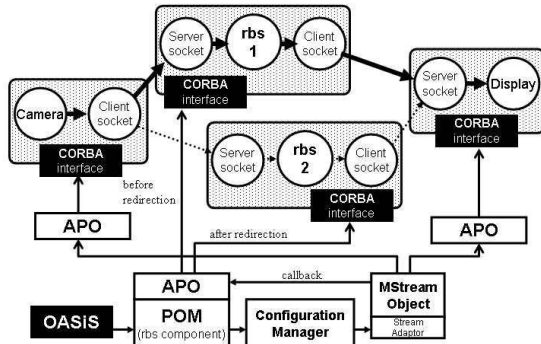 Server
socket
rbs
1
Client
socket
CORBA
interface
Camera
Client
socket
CORBA
interface
Server
socket
Display
CORBA
interface
Server
socket
rbs
2
Client
socket
CORBA
interface
before
redirection
APO
after redirection
APO
callback
APO
POM
(rbs component)
OASiS
Configuration
Manager
MStream
Object
Stream
Adaptor